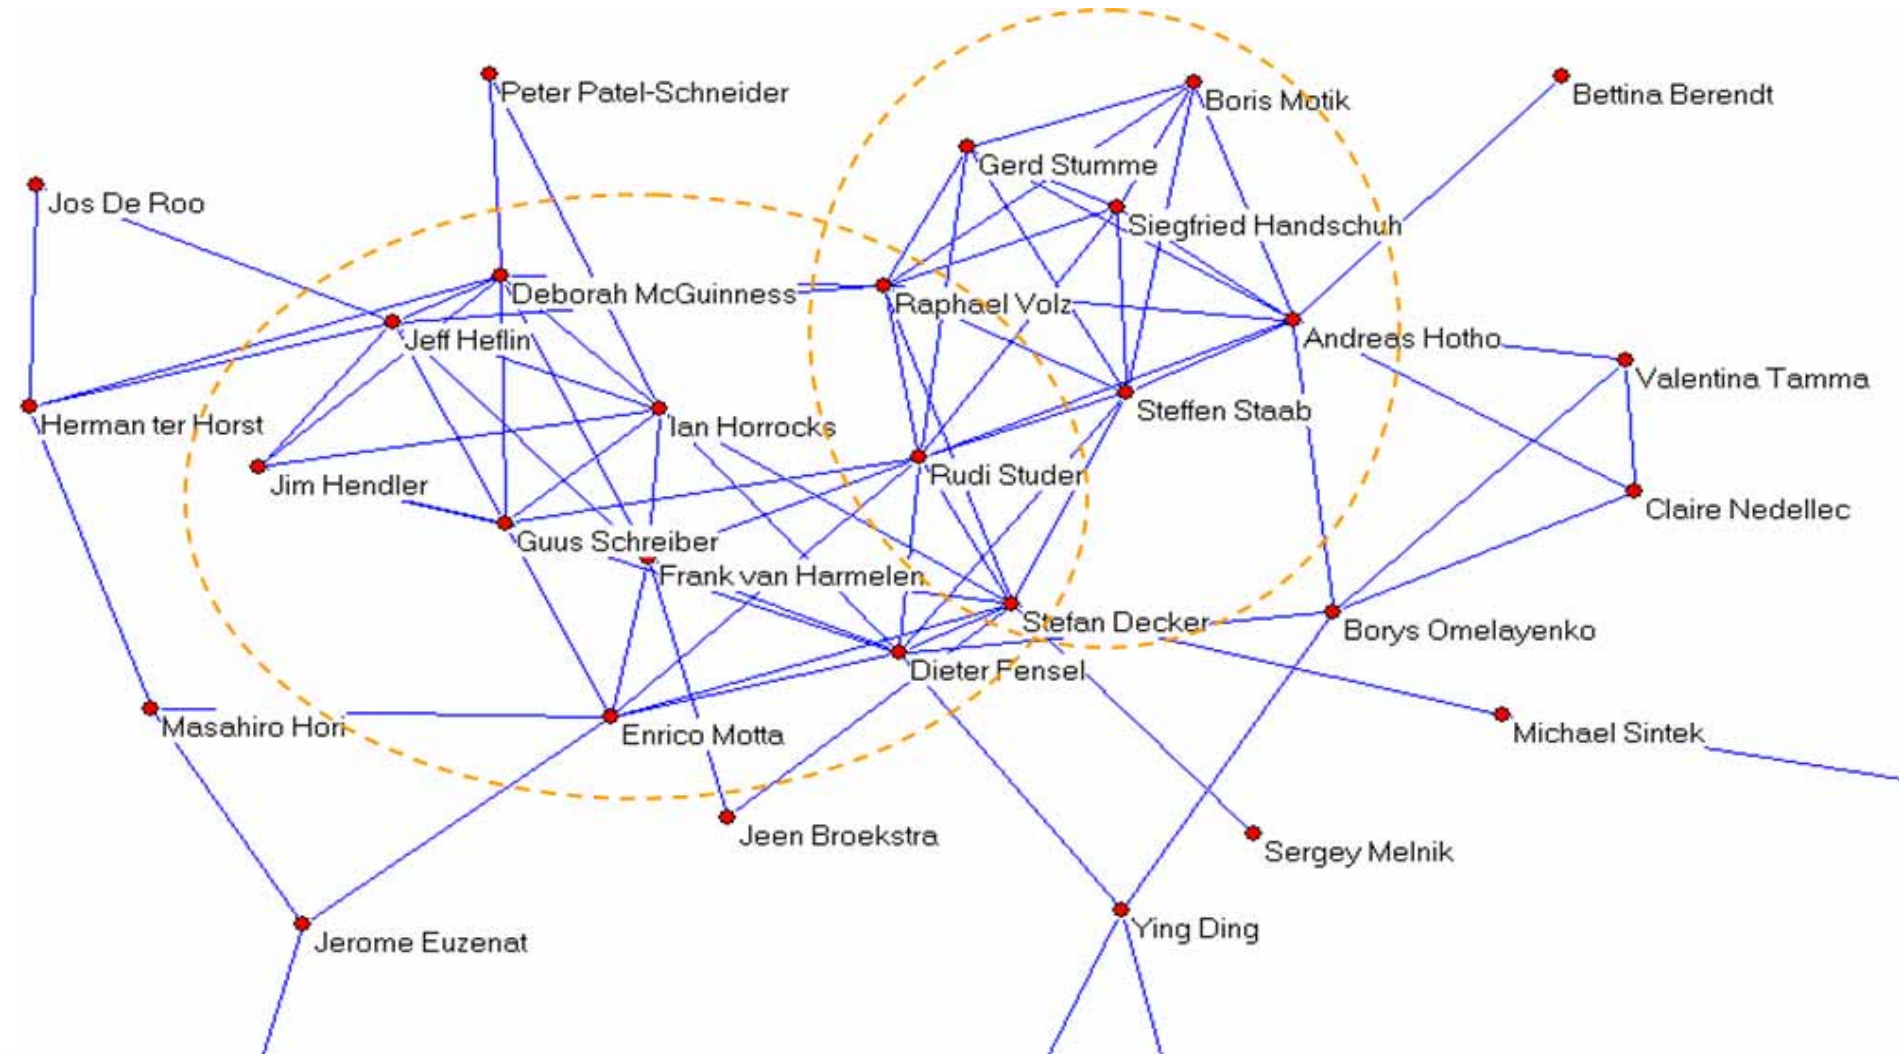 Peter Patel-Schneider
Boris Motik
Bettina Berendt
Gerd Stumme
Jos De Roo
Siegfried Handschuh
Deborah McGuinness
Raphael Volz
Jeff Heflin
Andreas Hotho
Valentina Tamma
Steffen Staab
Herman ter Horst
Ian Horrocks
Rudi Studer
Jim Hendler
Claire Nedellec
Guus Schreiber
Frank van Harmelen
Stefan Decker
Borys Omelayenko
Dieter Fensel
Masahiro Hori
Enrico Motta
Michael Sintek
Jeen Broekstra
Sergey Melnik
Ying Ding
Jerome Euzenat